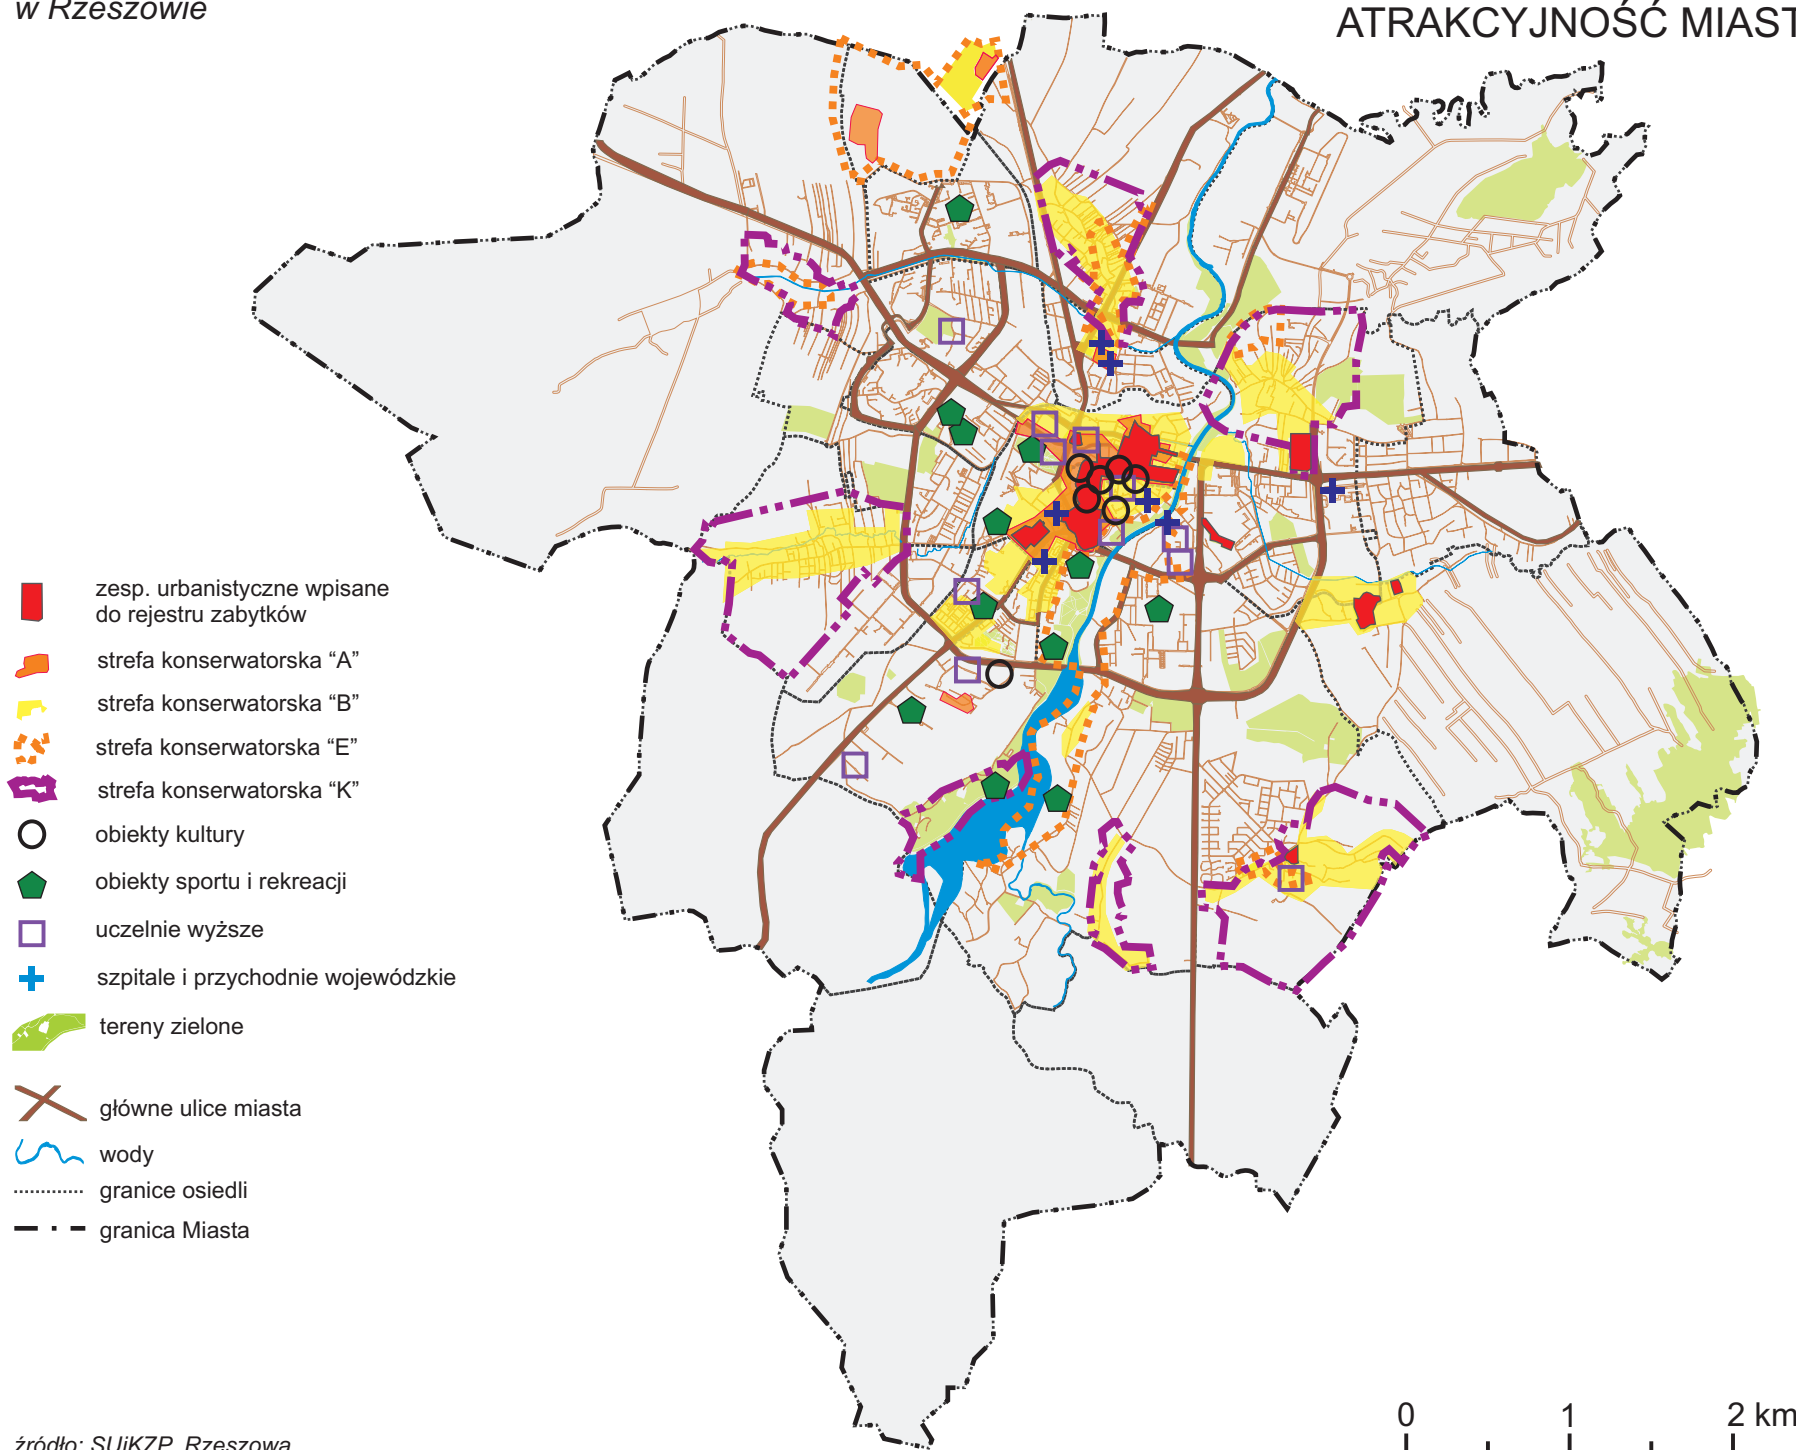 w Rzeszowie
ATRAKCYJNOŚĆ MIAST
zesp. urbanistyczne wpisane
do rejestru zabytków
strefa konserwatorska “A”
strefa konserwatorska “B”
strefa konserwatorska “E”
strefa konserwatorska “K”
obiekty kultury
obiekty sportu i rekreacji
uczelnie wyższe
szpitale i przychodnie wojewódzkie
tereny zielone
główne ulice miasta
wody
granice osiedli
granica Miasta
0 1 2 km
źródło: SUiKZP Rzeszowa